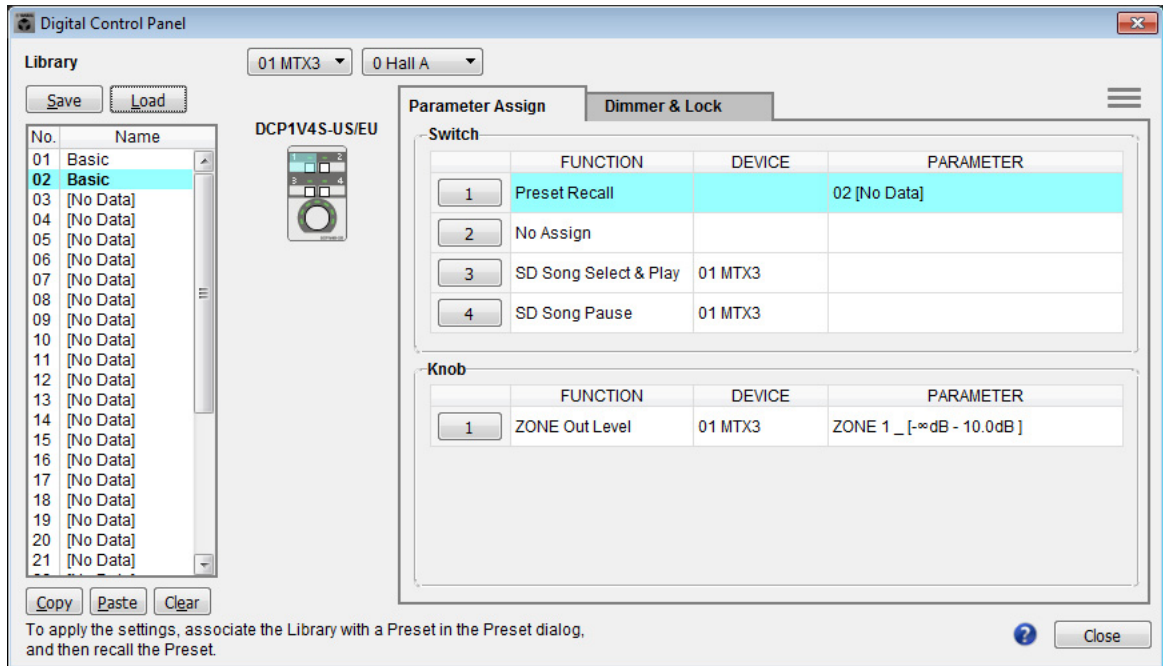 Digital Control Panel
Library
01 MTX3
0 Hall A
Save
Load
No. Name
01 Basic
02 Basic
03 [No Data]
04 [No Data]
05 [No Data]
06 [No Data]
07 [No Data]
08 [No Data]
09 [No Data]
10 [No Data]
11 [No Data]
12 [No Data]
13 [No Data]
14 [No Data]
15 [No Data]
16 [No Data]
17 [No Data]
18 [No Data]
19 [No Data]
20 [No Data]
21 [No Data]
Copy
Paste
Clear
DCP1V4S-US/EU
1 2
3 4
Parameter Assign
Dimmer & Lock
Switch
FUNCTION DEVICE PARAMETER
1 Preset Recall 02 [No Data]
2 No Assign
3 SD Song Select & Play 01 MTX3
4 SD Song Pause 01 MTX3
Knob
FUNCTION DEVICE PARAMETER
1 ZONE Out Level 01 MTX3 ZONE 1 _ [-∞dB - 10.0dB ]
To apply the settings, associate the Library with a Preset in the Preset dialog,
and then recall the Preset.
?
Close